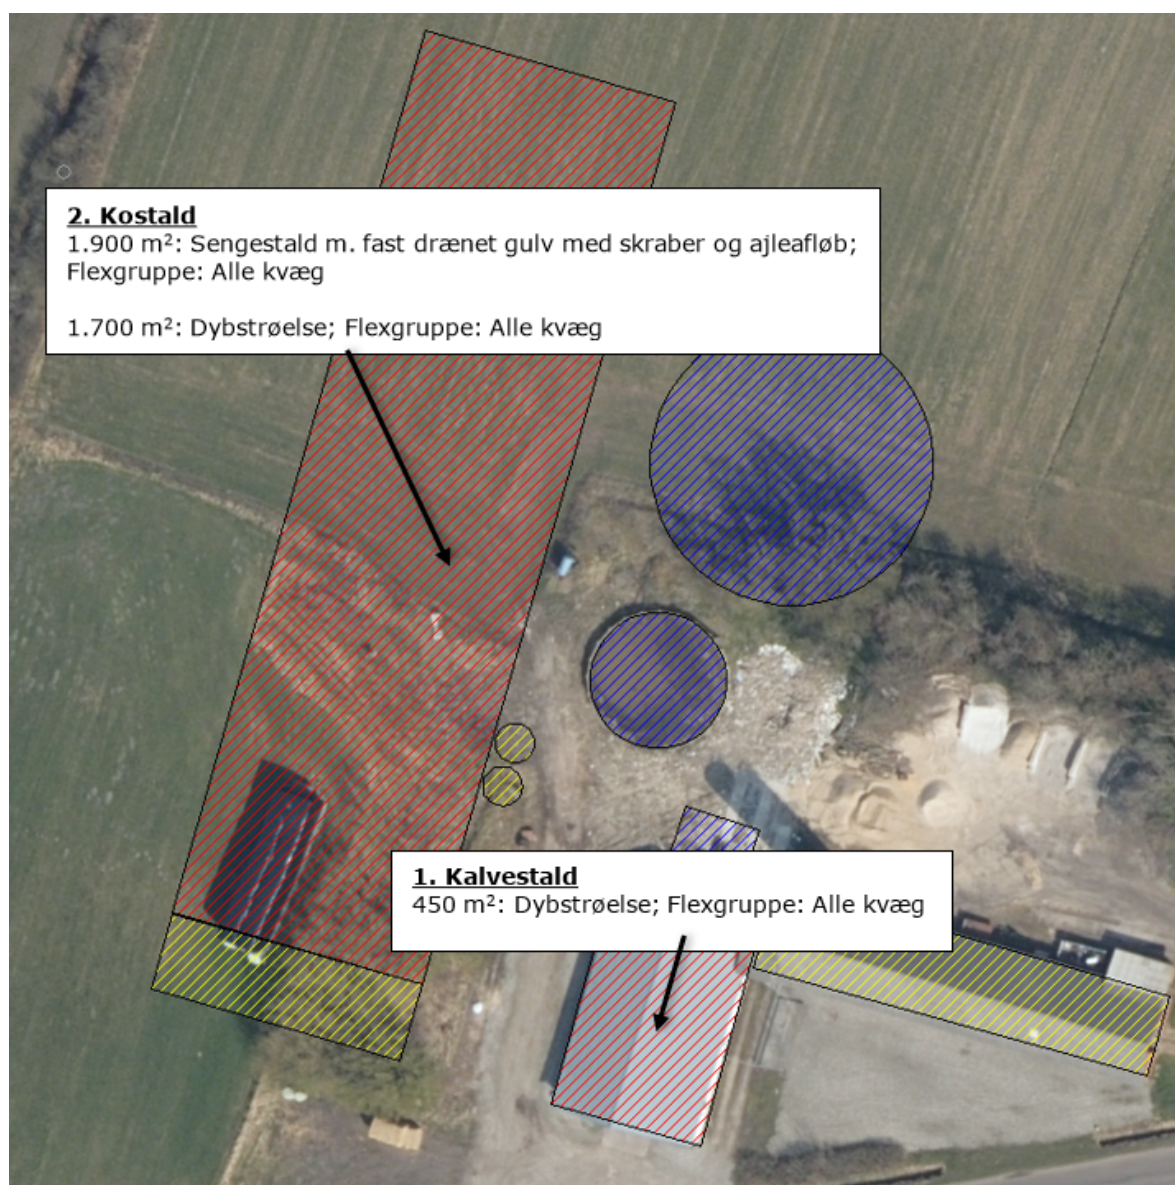 2. Kostald
1.900 m²: Sengestald m. fast drænet gulv med skraber og ajleafløb;
Flexgruppe: Alle kvæg
1.700 m²: Dybstrøelse; Flexgruppe: Alle kvæg
1. Kalvestald
450 m²: Dybstrøelse; Flexgruppe: Alle kvæg